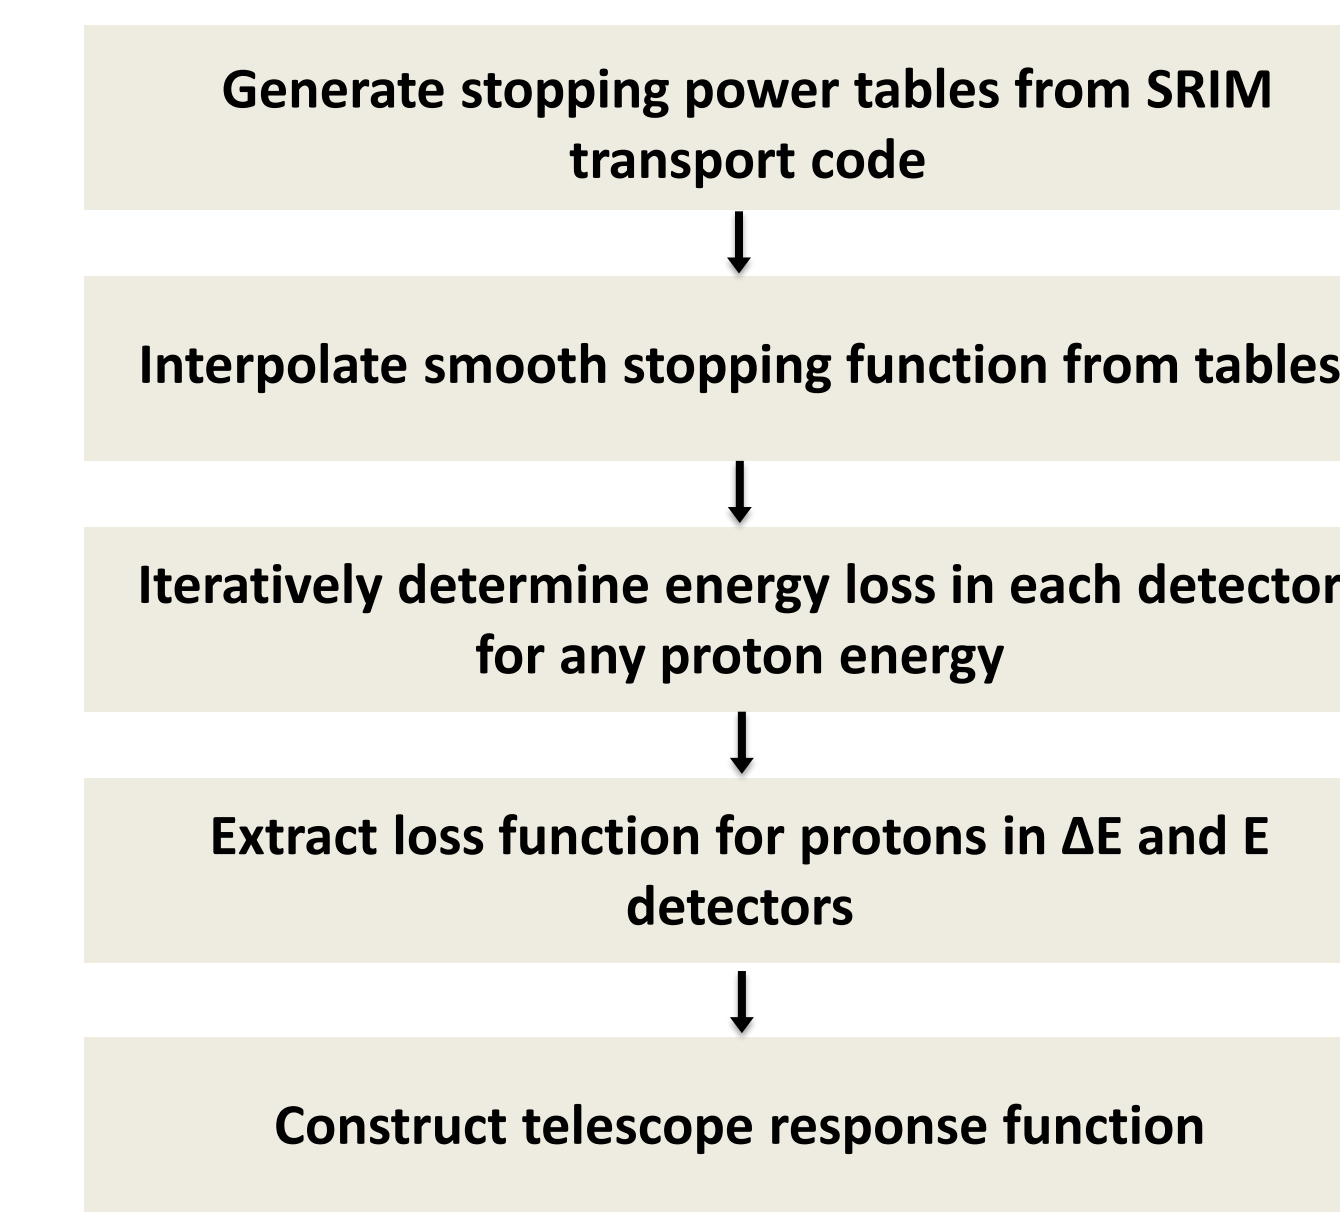 Generate stopping power tables from SRIM
transport code
Interpolate smooth stopping function from tables
Iteratively determine energy loss in each detector
for any proton energy
Extract loss function for protons in ΔE and E
detectors
Construct telescope response function